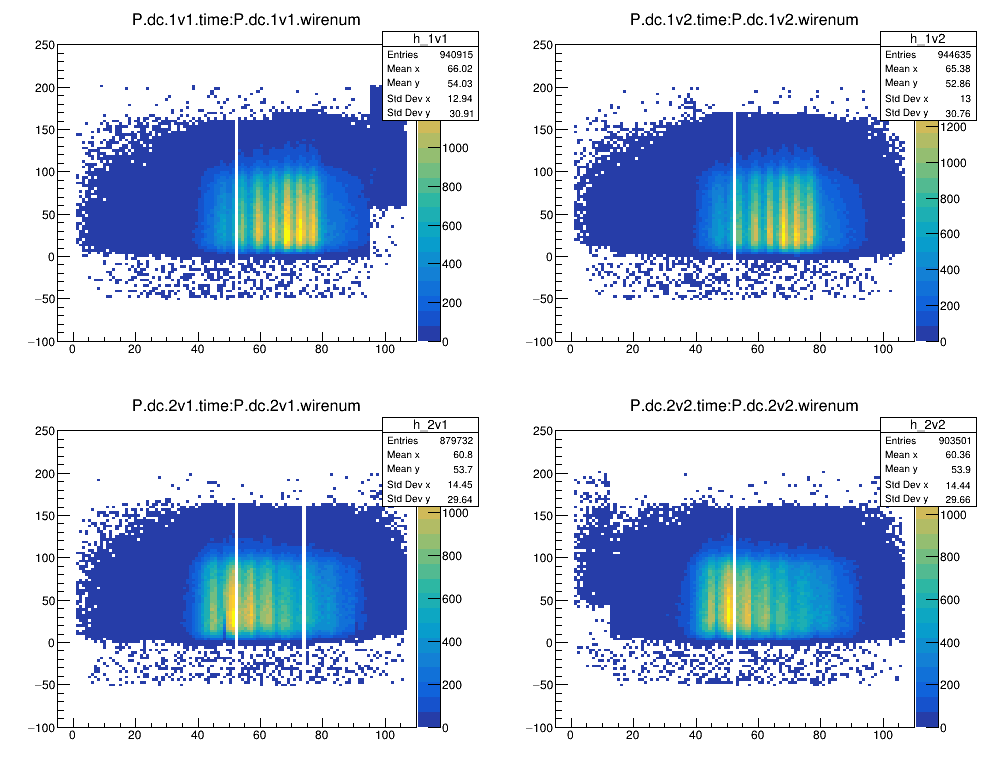 P.dc.1v1.time:P.dc.1v1.wirenum
h_1v1
Entries 940915
Mean x 66.02
Mean y 54.03
Std Dev x 12.94
Std Dev y 30.91
250
200
150
100
50
0
−50
−100
0 20 40 60 80 100
1000
800
600
400
200
0
P.dc.1v2.time:P.dc.1v2.wirenum
h_1v2
Entries 944635
Mean x 65.38
Mean y 52.86
Std Dev x 13
Std Dev y 30.76
250
200
150
100
50
0
−50
−100
0 20 40 60 80 100
1200
1000
800
600
400
200
0
P.dc.2v1.time:P.dc.2v1.wirenum
h_2v1
Entries 879732
Mean x 60.8
Mean y 53.7
Std Dev x 14.45
Std Dev y 29.64
250
200
150
100
50
0
−50
−100
0 20 40 60 80 100
1000
800
600
400
200
0
P.dc.2v2.time:P.dc.2v2.wirenum
h_2v2
Entries 903501
Mean x 60.36
Mean y 53.9
Std Dev x 14.44
Std Dev y 29.66
250
200
150
100
50
0
−50
−100
0 20 40 60 80 100
1000
800
600
400
200
0